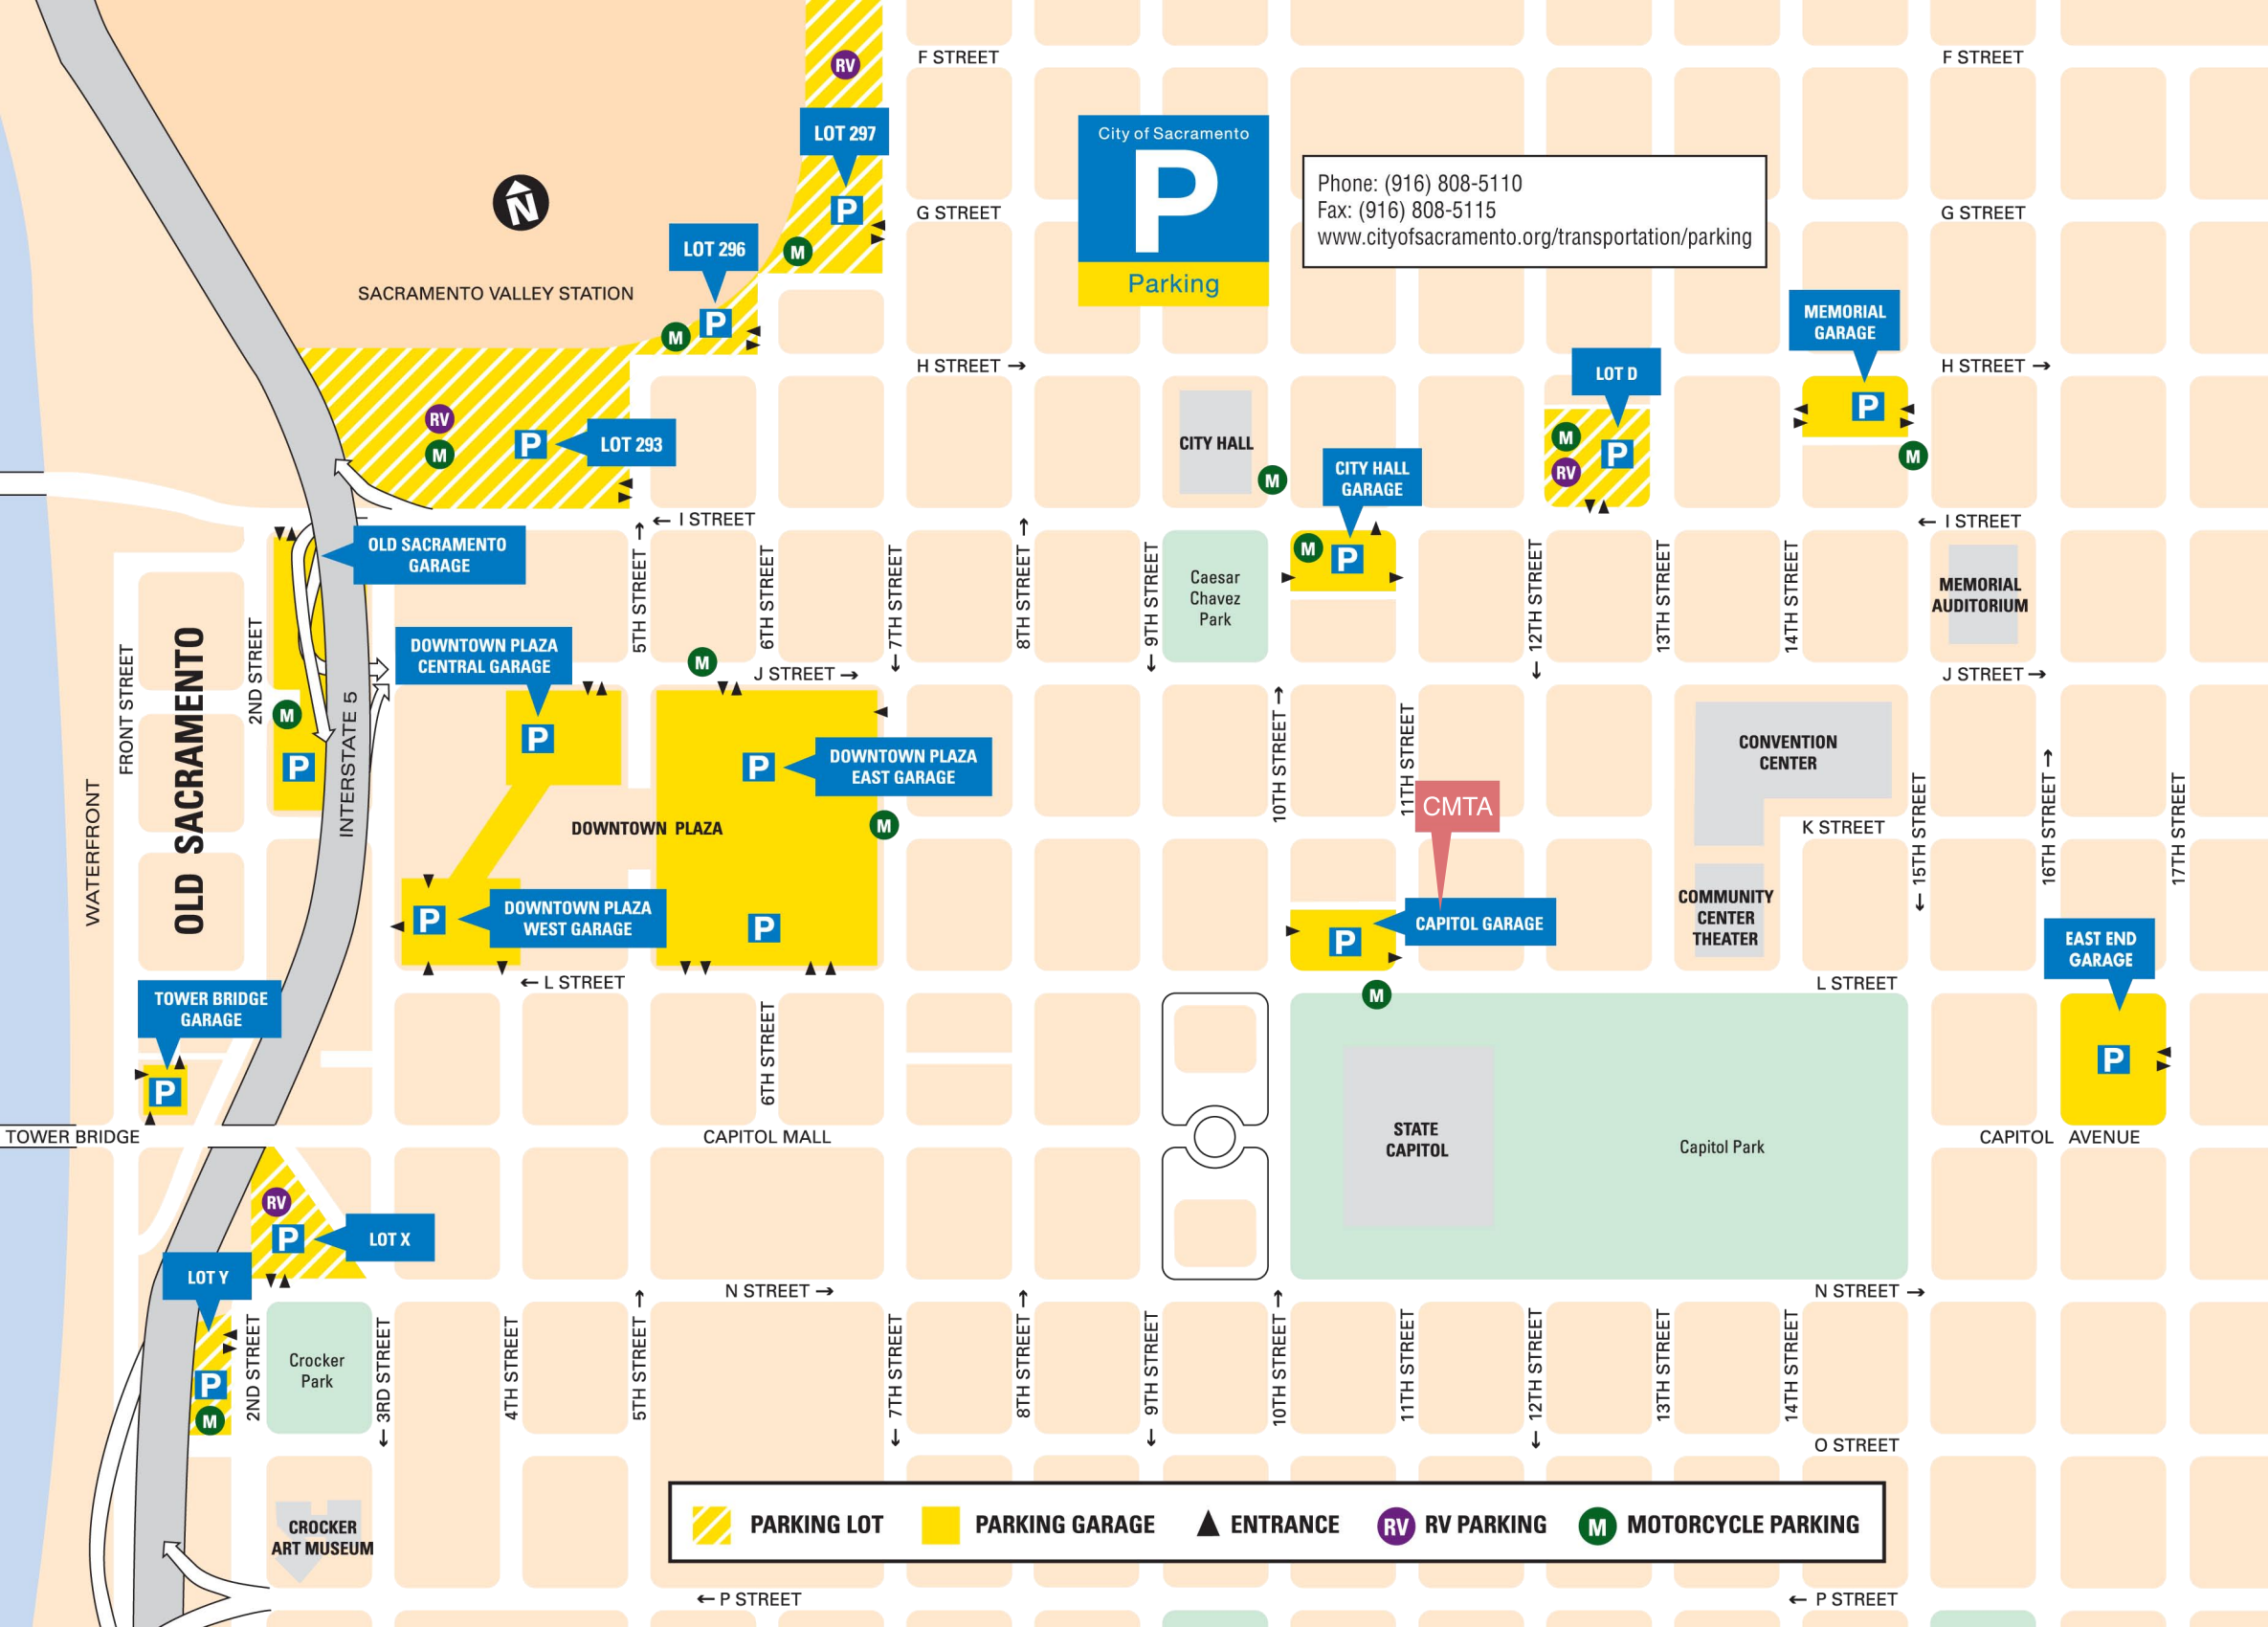 F STREET
F STREET
RV
LOT 297
City of Sacramento
P
Parking
Phone: (916) 808-5110
Fax: (916) 808-5115
www.cityofsacramento.org/transportation/parking
N
P
G STREET
G STREET
LOT 296
M
SACRAMENTO VALLEY STATION
P
M
MEMORIAL
GARAGE
H STREET →
H STREET →
LOT D
P
RV
M
P
LOT 293
CITY HALL
M
CITY HALL
GARAGE
M
RV
P
M
← I STREET
← I STREET
OLD SACRAMENTO
GARAGE
M
P
Caesar
Chavez
Park
MEMORIAL
AUDITORIUM
5TH STREET →
6TH STREET
← 7TH STREET
8TH STREET →
← 9TH STREET
← 12TH STREET
13TH STREET
14TH STREET
DOWNTOWN PLAZA
CENTRAL GARAGE
M
J STREET →
J STREET →
WATERFRONT
FRONT STREET
OLD SACRAMENTO
2ND STREET
M
P
INTERSTATE 5
P
P
DOWNTOWN PLAZA
EAST GARAGE
10TH STREET →
11TH STREET
CMTA
CONVENTION
CENTER
K STREET
← 15TH STREET
16TH STREET →
17TH STREET
DOWNTOWN PLAZA
M
P
DOWNTOWN PLAZA
WEST GARAGE
P
P
CAPITOL GARAGE
COMMUNITY
CENTER
THEATER
EAST END
GARAGE
← L STREET
L STREET
M
TOWER BRIDGE
GARAGE
P
6TH STREET
P
TOWER BRIDGE
CAPITOL MALL
STATE
CAPITOL
Capitol Park
CAPITOL AVENUE
RV
P
LOT X
LOT Y
N STREET →
N STREET →
P
M
2ND STREET
Crocker
Park
← 3RD STREET
4TH STREET
5TH STREET →
← 7TH STREET
8TH STREET →
← 9TH STREET
10TH STREET →
11TH STREET
← 12TH STREET
13TH STREET
14TH STREET
O STREET
CROCKER
ART MUSEUM
PARKING LOT
PARKING GARAGE
ENTRANCE
RV RV PARKING
M MOTORCYCLE PARKING
← P STREET
← P STREET